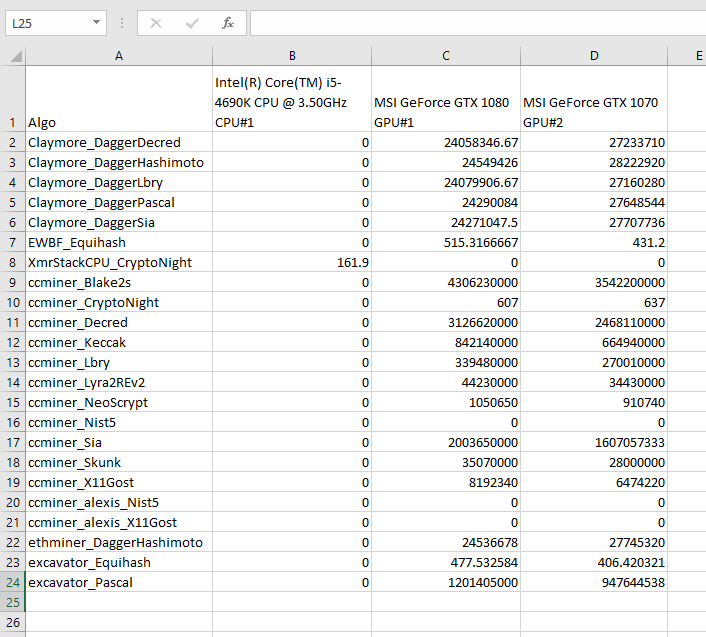 L25 fx
A B C D E
Intel(R) Core(TM) i5-
4690K CPU @ 3.50GHz MSI GeForce GTX 1080 MSI GeForce GTX 1070
1 Algo CPU#1 GPU#1 GPU#2
2 Claymore_DaggerDecred 0 24058346.67 27233710
3 Claymore_DaggerHashimoto 0 24549426 28222920
4 Claymore_DaggerLbry 0 24079906.67 27160280
5 Claymore_DaggerPascal 0 24290084 27648544
6 Claymore_DaggerSia 0 24271047.5 27707736
7 EWBF_Equihash 0 515.3166667 431.2
8 XmrStackCPU_CryptoNight 161.9 0 0
9 ccminer_Blake2s 0 4306230000 3542200000
10 ccminer_CryptoNight 0 607 637
11 ccminer_Decred 0 3126620000 2468110000
12 ccminer_Keccak 0 842140000 664940000
13 ccminer_Lbry 0 339480000 270010000
14 ccminer_Lyra2REv2 0 44230000 34430000
15 ccminer_NeoScrypt 0 1050650 910740
16 ccminer_Nist5 0 0 0
17 ccminer_Sia 0 2003650000 1607057333
18 ccminer_Skunk 0 35070000 28000000
19 ccminer_X11Gost 0 8192340 6474220
20 ccminer_alexis_Nist5 0 0 0
21 ccminer_alexis_X11Gost 0 0 0
22 ethminer_DaggerHashimoto 0 24536678 27745320
23 excavator_Equihash 0 477.532584 406.420321
24 excavator_Pascal 0 1201405000 947644538
25
26